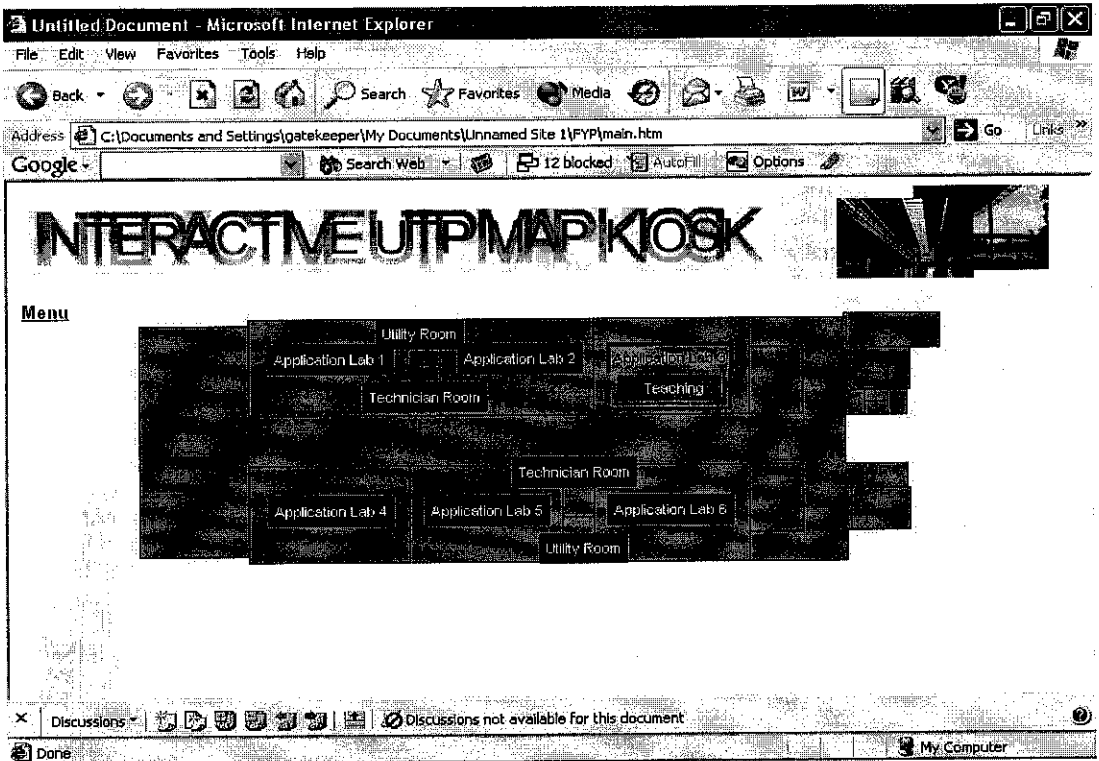 Untitled Document - Microsoft Internet Explorer
File Edit View Favorites Tools Help
Back Search Favorites Media
Address C:\Documents and Settings\gatekeeper\My Documents\Unnamed Site 1\FYP\main.htm Go Links »
Google Search Web 12 blocked AutoFill Options
INTERACTIVE UTP MAP KIOSK
Menu
Utility Room
Application Lab 1 Application Lab 2 Application Lab 3
Teaching
Technician Room
Technician Room
Application Lab 4 Application Lab 5 Application Lab 6
Utility Room
Discussions Discussions not available for this document
Done My Computer